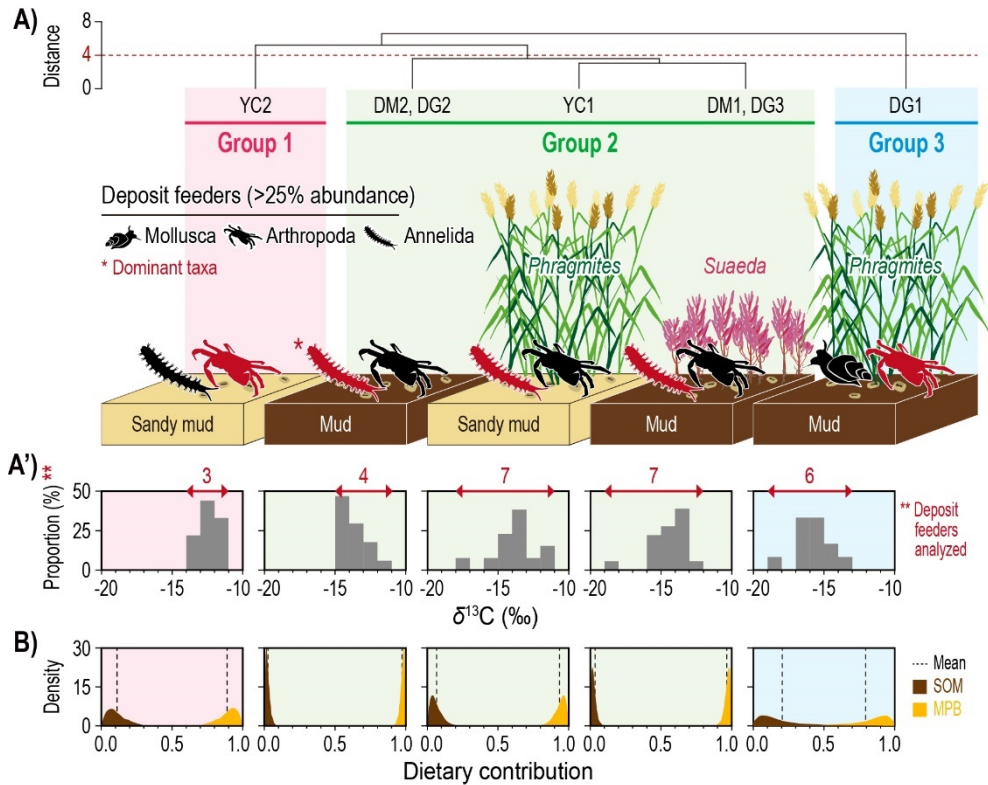 A)
Distance
8
4
0
YC2
DM2, DG2
YC1
DM1, DG3
DG1
Group 1
Group 2
Group 3
Deposit feeders (>25% abundance)
Mollusca
Arthropoda
Annelida
* Dominant taxa
Phragmites
Suaeda
Phragmites
*
Sandy mud
Mud
Sandy mud
Mud
Mud
A')
Proportion (%) **
50
25
0
3
4
7
7
6
** Deposit
feeders
analyzed
-20 -15 -10
-20 -15 -10
-20 -15 -10
-20 -15 -10
-20 -15 -10
δ13C (‰)
B)
Density
30
15
0
Mean
SOM
MPB
0.0 0.5 1.0
0.0 0.5 1.0
0.0 0.5 1.0
0.0 0.5 1.0
0.0 0.5 1.0
Dietary contribution